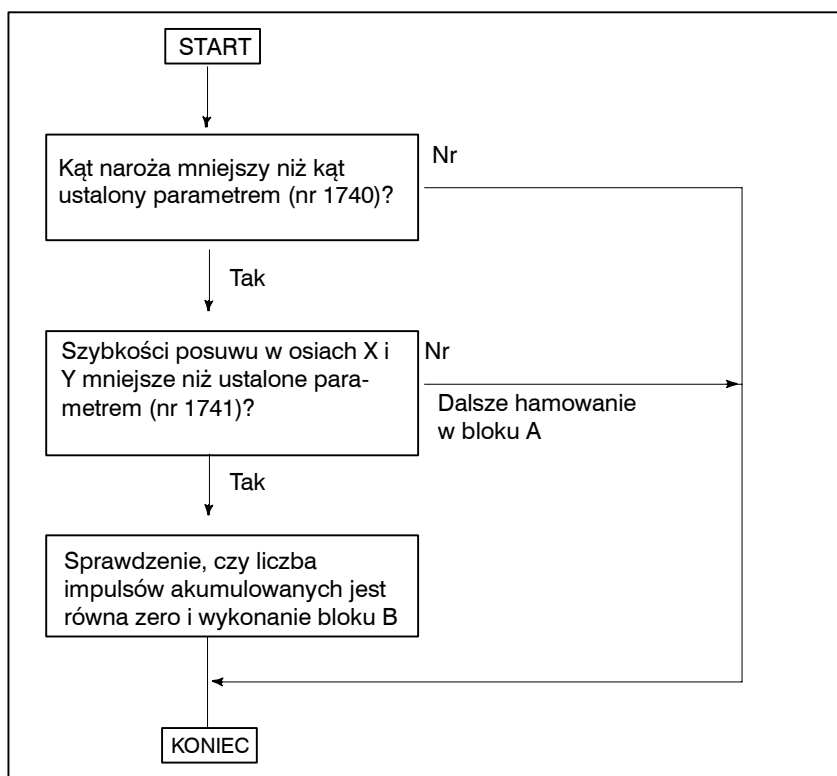 START
Kąt naroża mniejszy niż kąt
ustalony parametrem (nr 1740)?
Nr
Tak
Szybkości posuwu w osiach X i
Y mniejsze niż ustalone para-
metrem (nr 1741)?
Nr
Dalsze hamowanie
w bloku A
Tak
Sprawdzenie, czy liczba
impulsów akumulowanych jest
równa zero i wykonanie bloku B
KONIEC